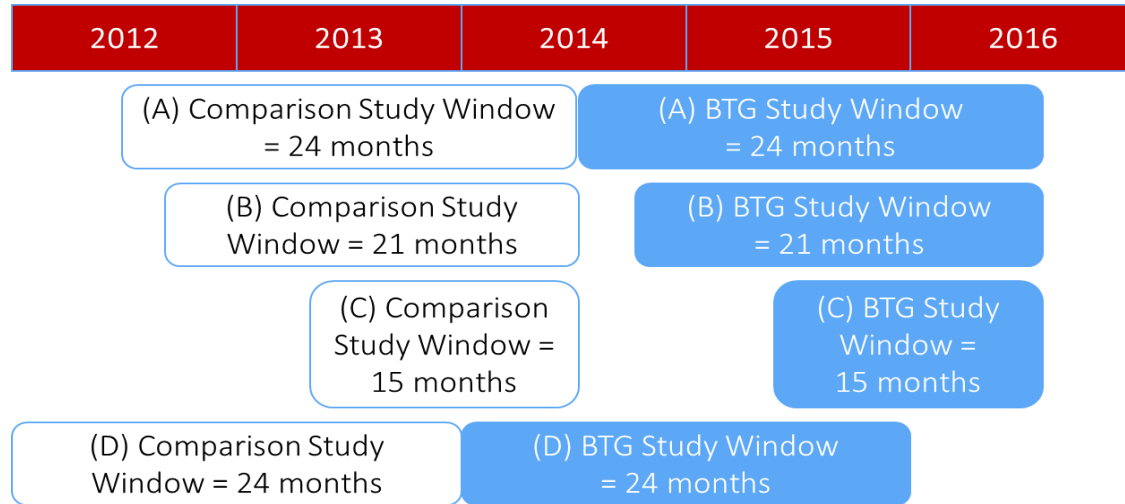 2012 2013 2014 2015 2016
(A) Comparison Study Window
= 24 months
(A) BTG Study Window
= 24 months
(B) Comparison Study
Window = 21 months
(B) BTG Study Window
= 21 months
(C) Comparison
Study Window =
15 months
(C) BTG Study
Window =
15 months
(D) Comparison Study
Window = 24 months
(D) BTG Study Window
= 24 months